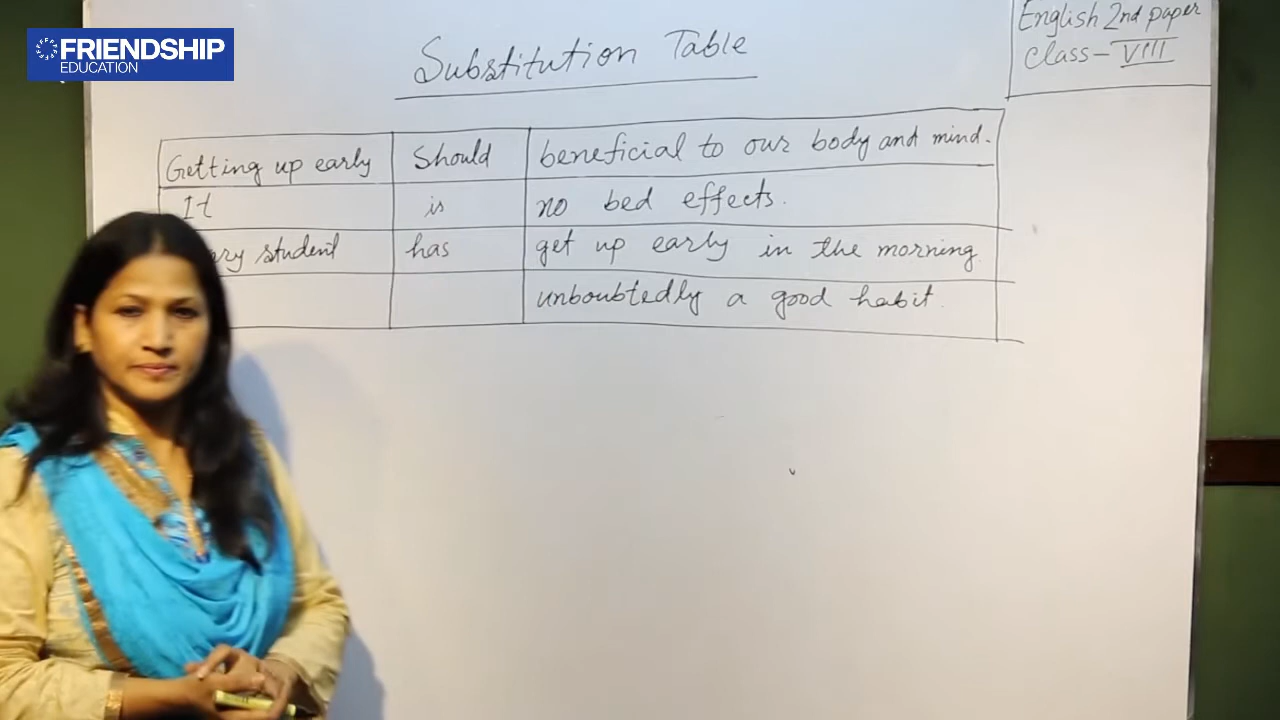 FRIENDSHIP
EDUCATION
English 2nd paper
Class - VIII
Substitution Table
Getting up early Should beneficial to our body and mind.
It is no bed effects.
student has get up early in the morning
unboubtedly a good habit.